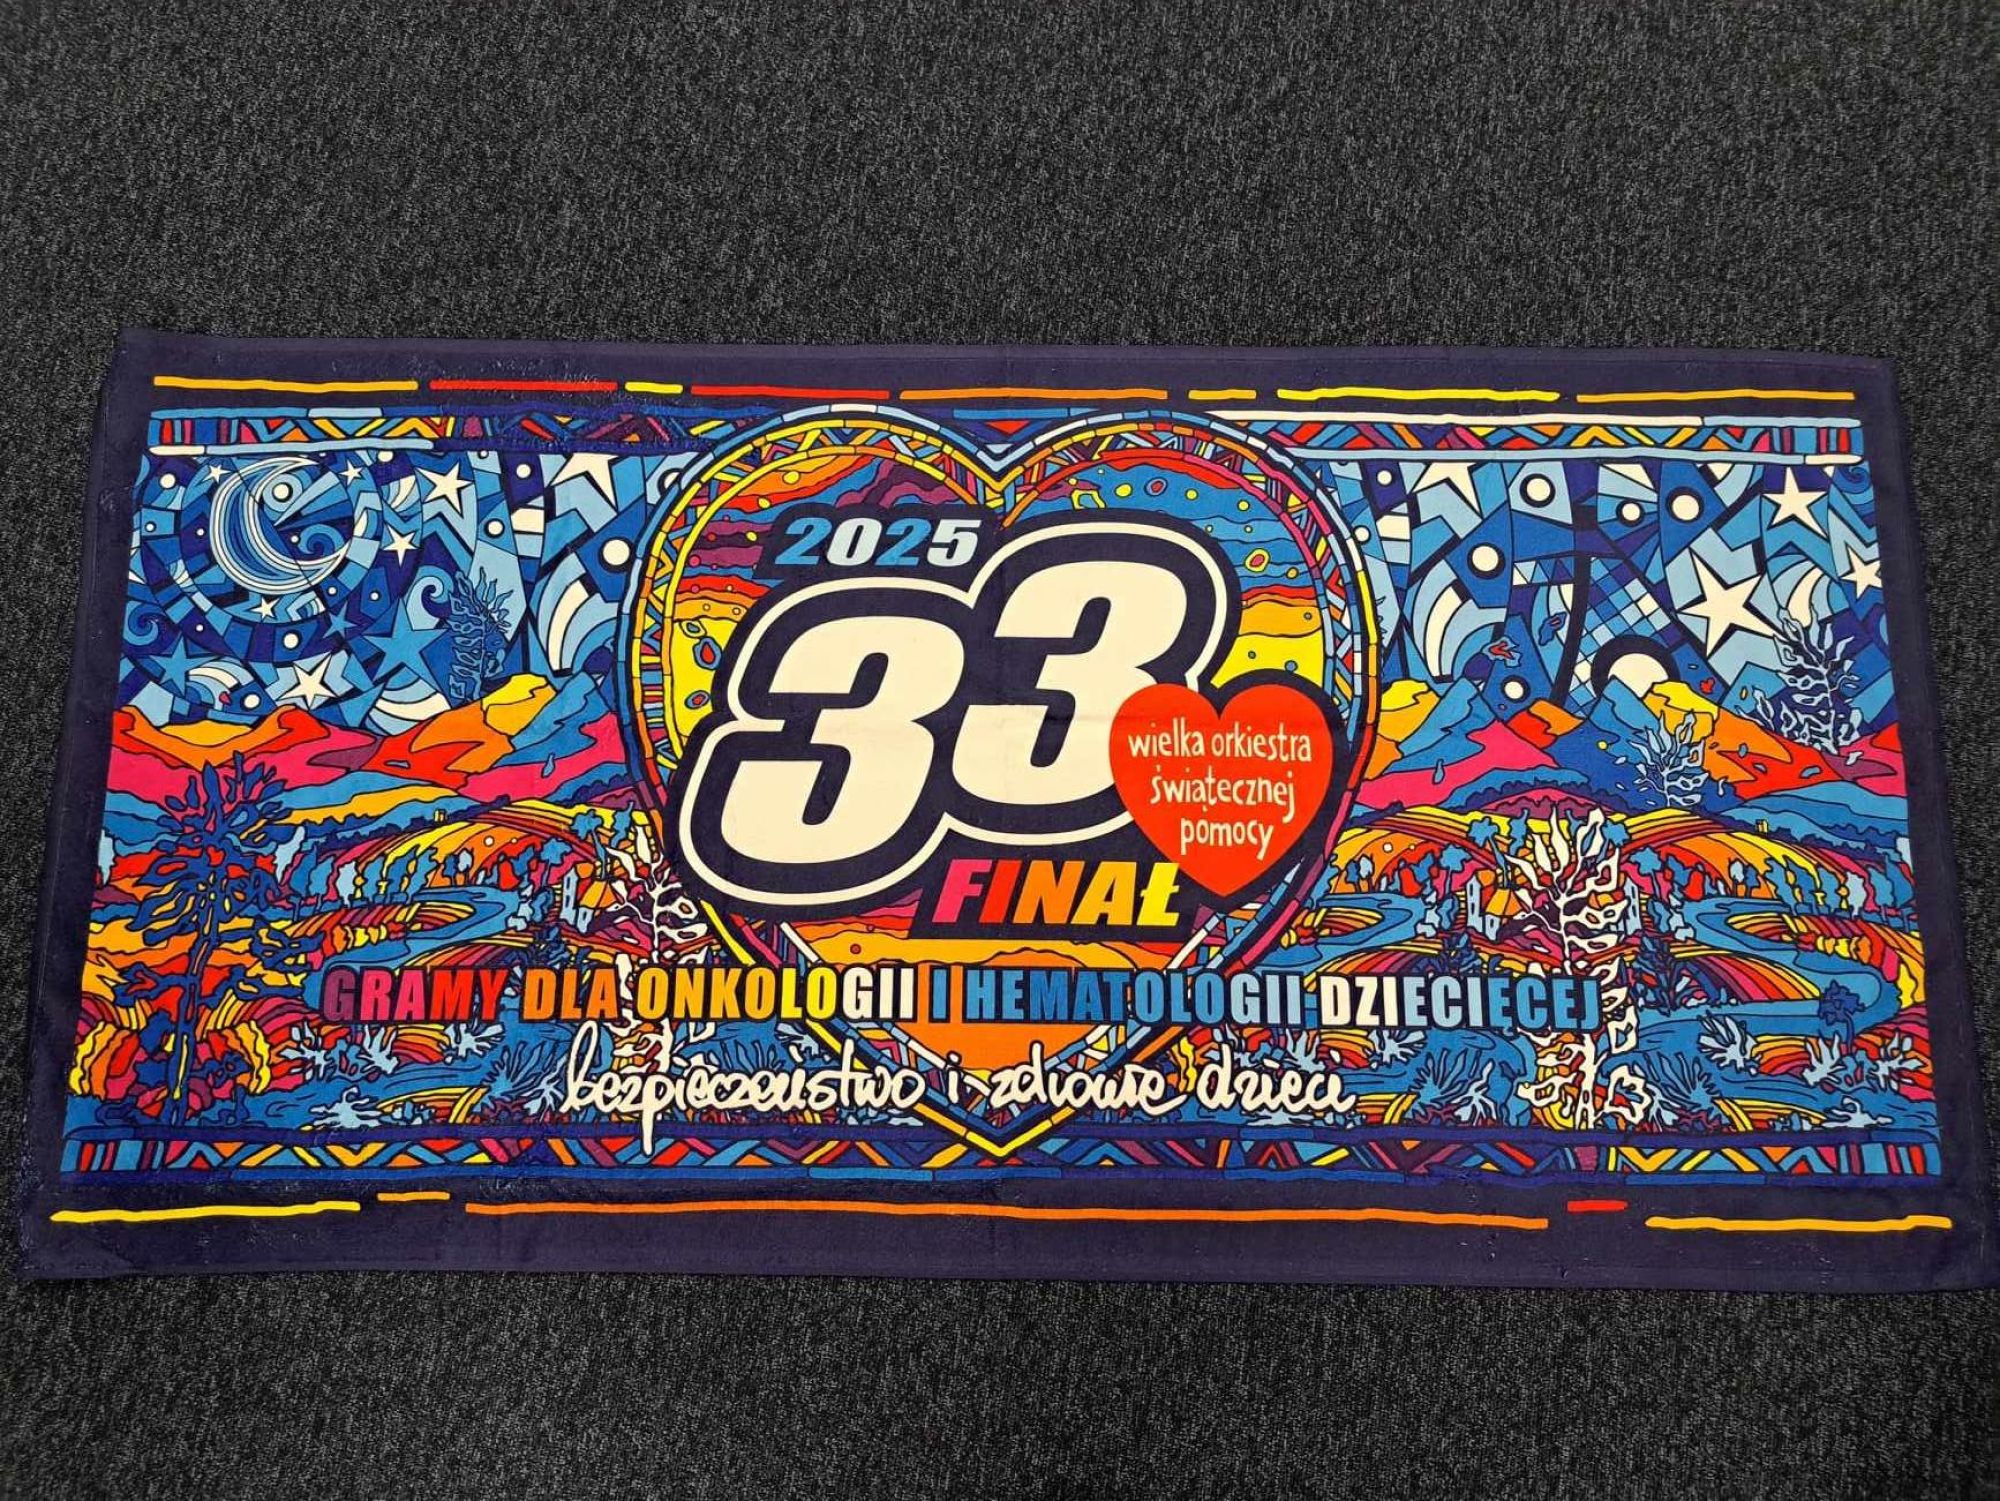 2025
33
FINAŁ
wielka orkiestra
świątecznej
pomocy
GRAMY DLA ONKOLOGII I HEMATOLOGII DZIECIĘCEJ
bezpieczeństwo i zdrowie dzieci